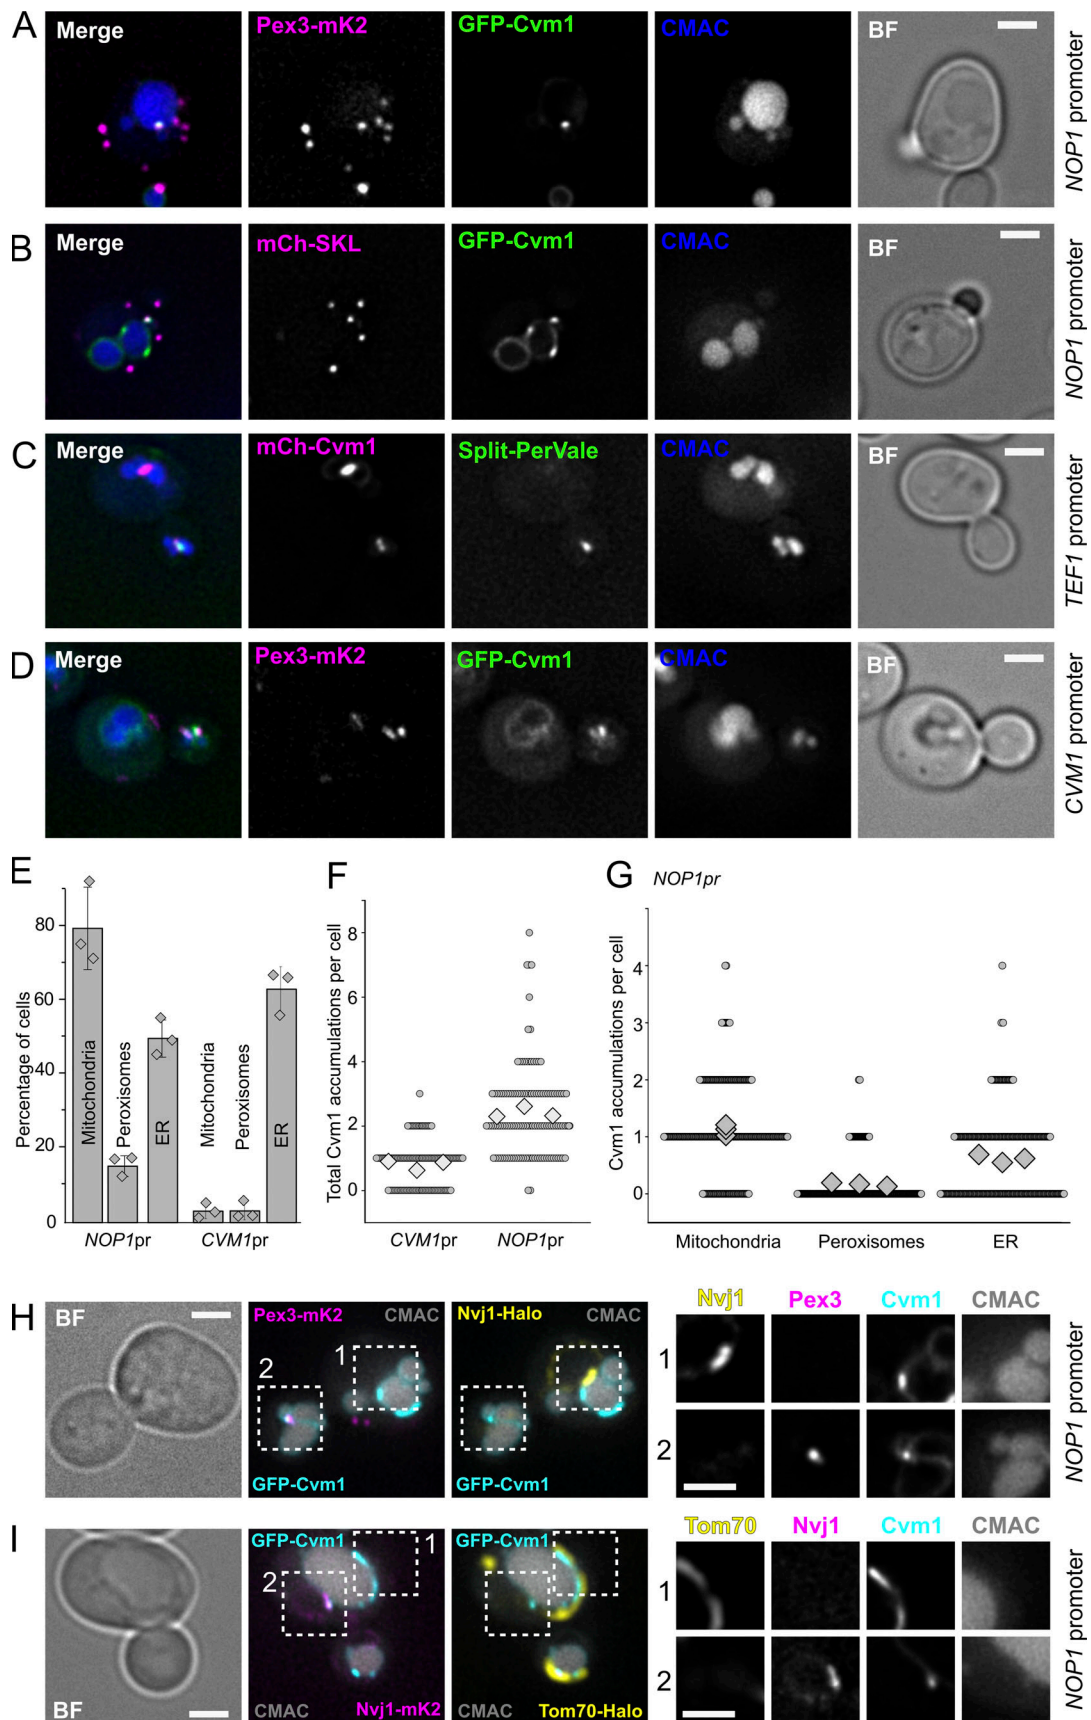 A
Merge
Pex3-mK2
GFP-Cvm1
CMAC
BF
NOP1 promoter
B
Merge
mCh-SKL
GFP-Cvm1
CMAC
BF
NOP1 promoter
C
Merge
mCh-Cvm1
Split-PerVale
CMAC
BF
TEF1 promoter
D
Merge
Pex3-mK2
GFP-Cvm1
CMAC
BF
CVM1 promoter
E
Percentage of cells
80
60
40
20
0
Mitochondria
Peroxisomes
ER
Mitochondria
Peroxisomes
ER
NOP1pr
CVM1pr
F
Total Cvm1 accumulations per cell
8
6
4
2
0
CVM1pr
NOP1pr
G
NOP1pr
Cvm1 accumulations per cell
4
3
2
1
0
Mitochondria
Peroxisomes
ER
H
BF
Pex3-mK2
CMAC
1
2
GFP-Cvm1
Nvj1-Halo
CMAC
GFP-Cvm1
Nvj1
Pex3
Cvm1
CMAC
1
2
NOP1 promoter
I
BF
GFP-Cvm1
1
2
CMAC
Nvj1-mK2
GFP-Cvm1
CMAC
Tom70-Halo
Tom70
Nvj1
Cvm1
CMAC
1
2
NOP1 promoter